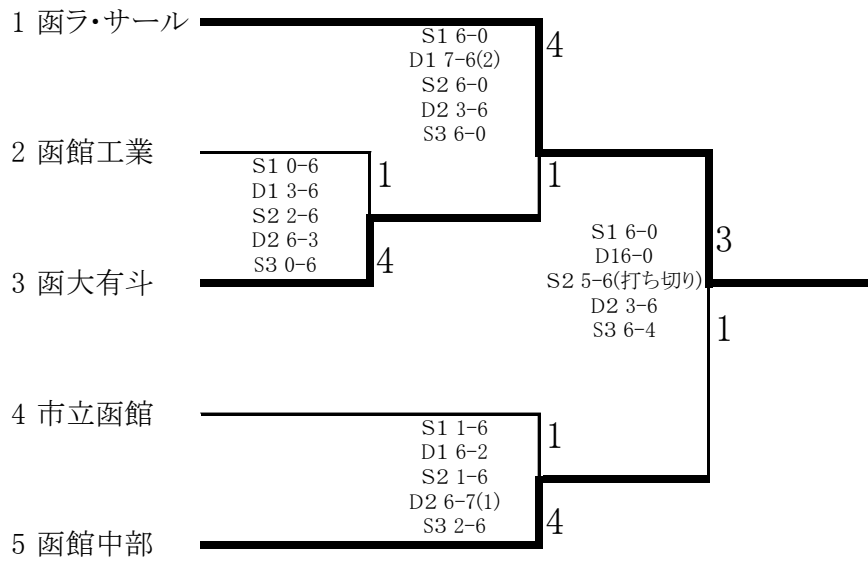 1 函ラ・サール
S1 6-0
D1 7-6(2)
S2 6-0
D2 3-6
S3 6-0
4
2 函館工業
S1 0-6
D1 3-6
S2 2-6
D2 6-3
S3 0-6
1
1
3 函大有斗
4
S1 6-0
D16-0
S2 5-6(打ち切り)
D2 3-6
S3 6-4
3
1
4 市立函館
S1 1-6
D1 6-2
S2 1-6
D2 6-7(1)
S3 2-6
1
5 函館中部
4